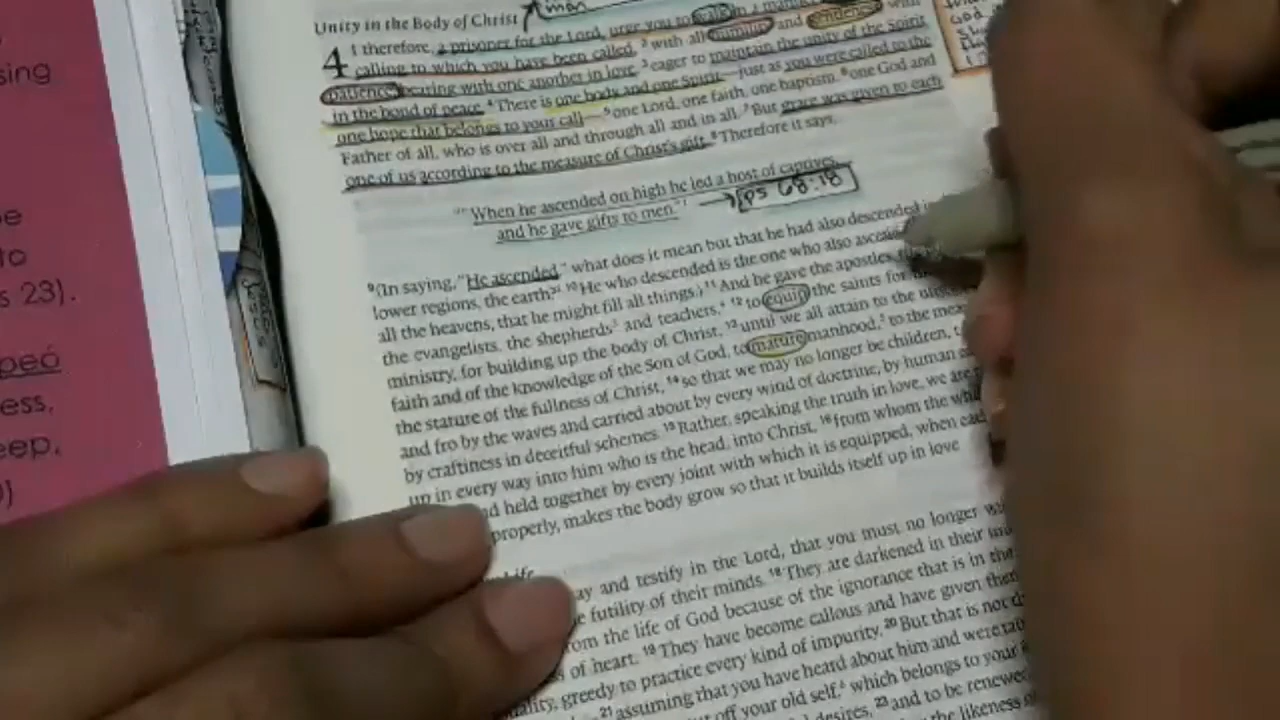 sing
be
to
s 23).
peó
ess,
eep,
man
Unity in the Body of Christ
4 I therefore, a prisoner for the Lord, urge you to walk in a
calling to which you have been called, 2 with all humility and gentleness, with
patience, bearing with one another in love, 3 eager to maintain the unity of the Spirit
in the bond of peace. 4 There is one body and one Spirit—just as you were called to the
one hope that belongs to your call— 5 one Lord, one faith, one baptism, 6 one God and
Father of all, who is over all and through all and in all. 7 But grace was given to each
one of us according to the measure of Christ's gift. 8 Therefore it says,
"When he ascended on high he led a host of captives,
and he gave gifts to men."
→ PS 68:18
9 (In saying, "He ascended," what does it mean but that he had also descended
lower regions, the earth? 10 He who descended is the one who also
all the heavens, that he might fill all things.) 11 And he gave the apostles,
the evangelists, the shepherds and teachers, 12 to equip the saints for
ministry, for building up the body of Christ, 13 until we all attain to the
faith and of the knowledge of the Son of God, to mature manhood, to the
the stature of the fullness of Christ, 14 so that we may no longer be children,
and fro by the waves and carried about by every wind of doctrine, by human
by craftiness in deceitful schemes. 15 Rather, speaking the truth in love, we are
up in every way into him who is the head, into Christ, 16 from whom the
held together by every joint with which it is equipped, when
properly, makes the body grow so that it builds itself up in love
Life
and testify in the Lord, that you must no longer
futility of their minds. 18 They are darkened in their
from the life of God because of the ignorance that is in
of heart. 19 They have become callous and have given
greedy to practice every kind of impurity. 20 But that is not
21 assuming that you have heard about him and were
off your old self, which belongs to your
desires, 23 and to be renewed
the likeness
God